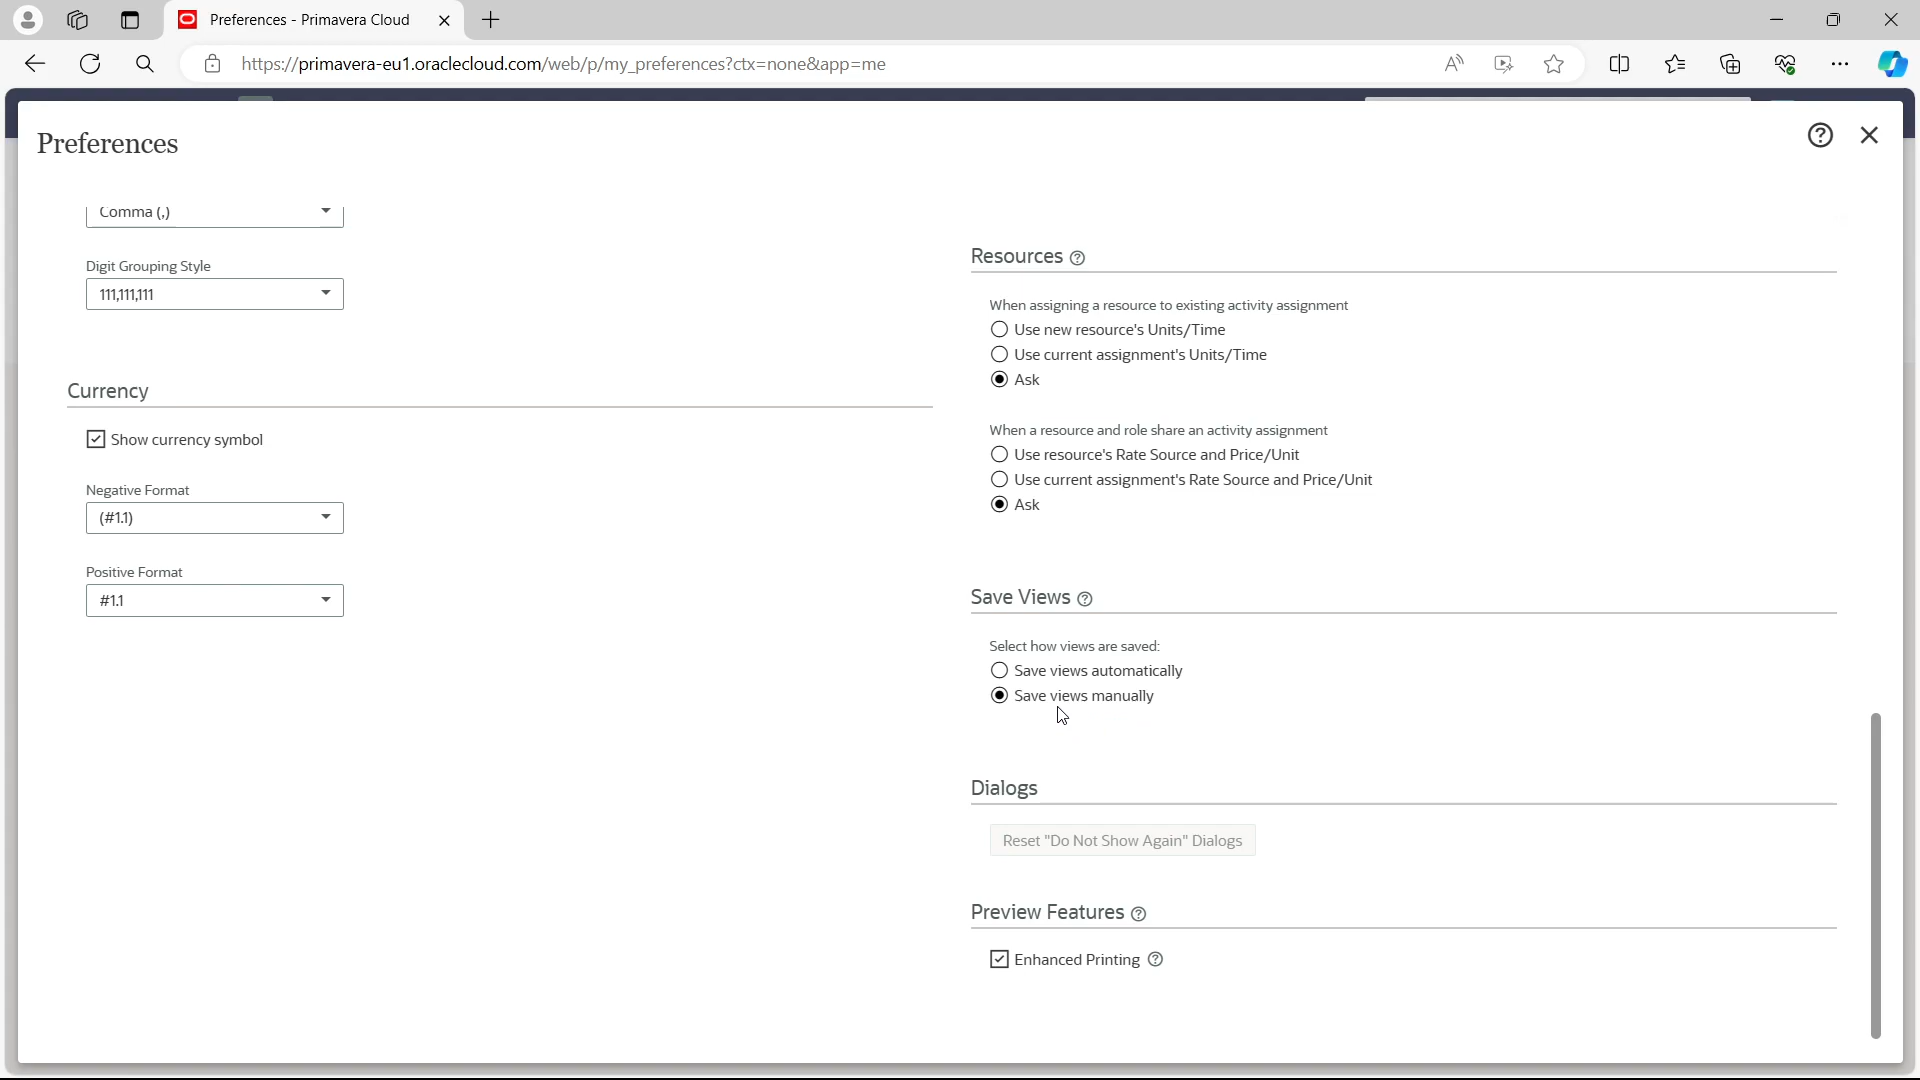 Preferences - Primavera Cloud
https://primavera-eu1.oraclecloud.com/web/p/my_preferences?ctx=none&app=me
Preferences
Comma (,)
Digit Grouping Style
111,111,111
Currency
Show currency symbol
Negative Format
(#1.1)
Positive Format
#1.1
Resources
When assigning a resource to existing activity assignment
Use new resource's Units/Time
Use current assignment's Units/Time
Ask
When a resource and role share an activity assignment
Use resource's Rate Source and Price/Unit
Use current assignment's Rate Source and Price/Unit
Ask
Save Views
Select how views are saved:
Save views automatically
Save views manually
Dialogs
Reset "Do Not Show Again" Dialogs
Preview Features
Enhanced Printing